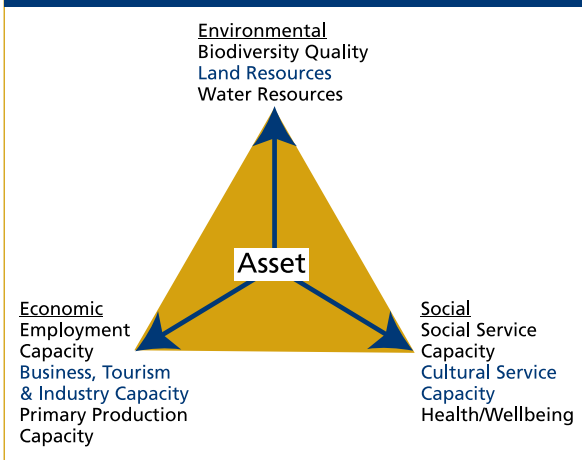 Environmental
Biodiversity Quality
Land Resources
Water Resources
Asset
Economic
Employment
Capacity
Business, Tourism
& Industry Capacity
Primary Production
Capacity
Social
Social Service
Capacity
Cultural Service
Capacity
Health/Wellbeing